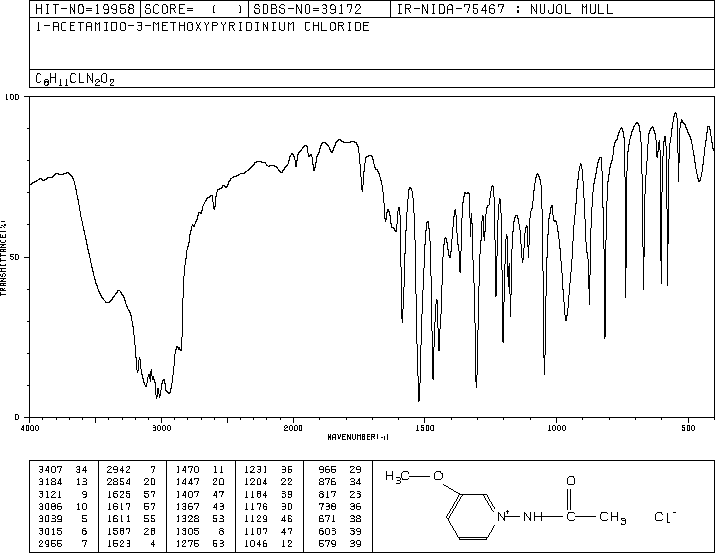 HIT-NO=19958 SCORE= ( ) SDBS-NO=39172 IR-NIDA-75467 : NUJOL MULL
1-ACETAMIDO-3-METHOXYPYRIDINIUM CHLORIDE
C8H11CLN2O2
100
TRANSMITTANCE(%)
50
0
4000 3000 2000 1500 1000 500
WAVENUMBER(-1)
3407 34 2942 7 1470 11 1231 36 966 29
3184 13 2854 20 1447 20 1204 22 876 34
3121 9 1625 57 1407 47 1184 39 817 23
3086 10 1617 57 1367 43 1176 30 738 36
3039 5 1611 55 1328 53 1129 46 671 38
3015 6 1587 28 1305 8 1107 47 603 39
2966 7 1523 4 1276 53 1046 12 579 39
H3C O
O
N+ NH C CH3 Cl-